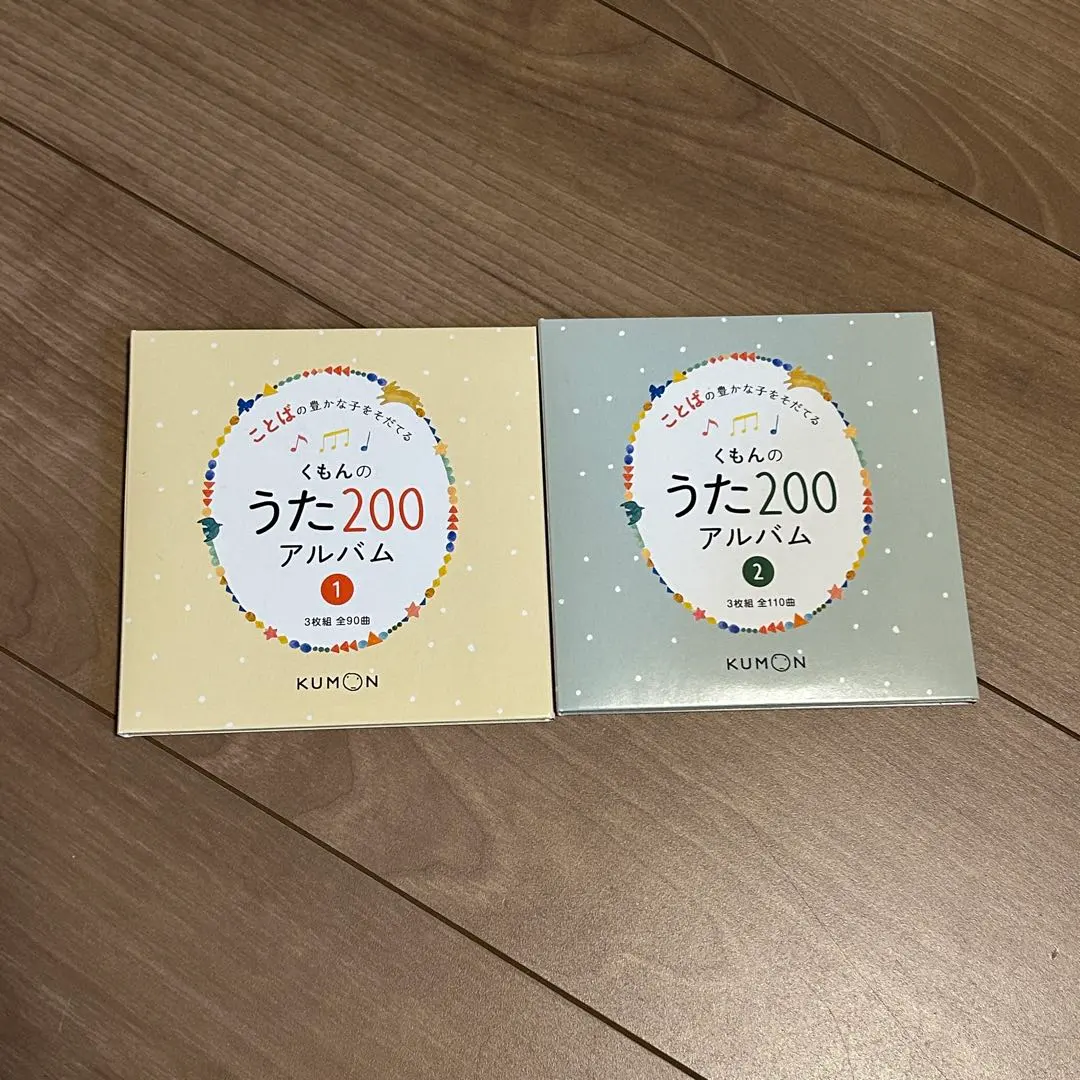 ことばの豊かな子をそだてる
くもんの
うた200
アルバム
1
3枚組 全90曲
KUMON
ことばの豊かな子をそだてる
くもんの
うた200
アルバム
2
3枚組 全110曲
KUMON